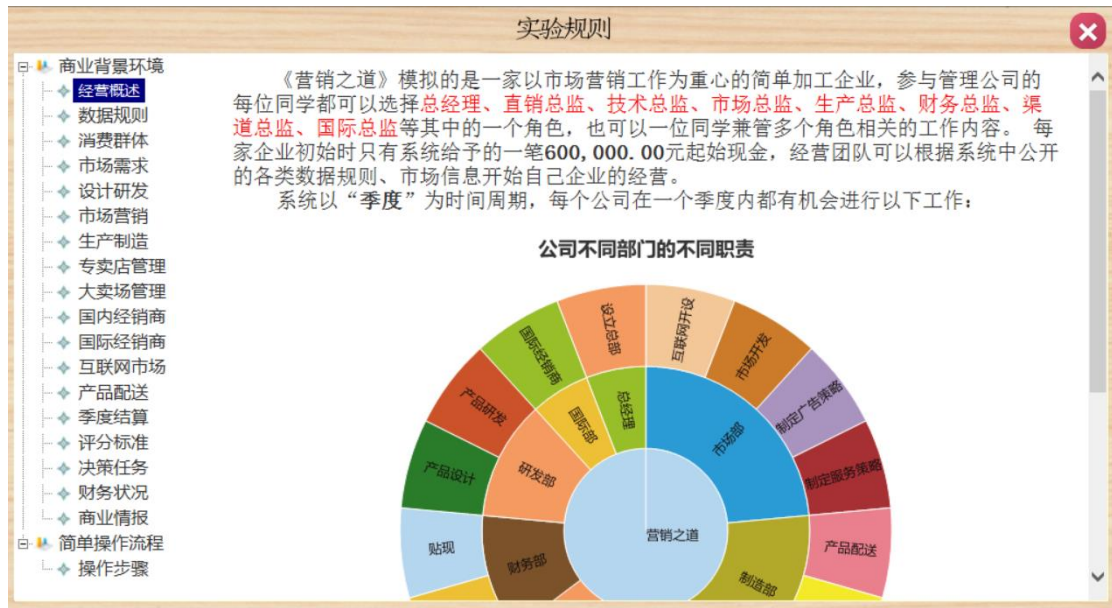 实验规则
商业背景环境
经营概述
数据规则
消费群体
市场需求
设计研发
市场营销
生产制造
专卖店管理
大卖场管理
国内经销商
国际经销商
互联网市场
产品配送
季度结算
评分标准
决策任务
财务状况
商业情报
简单操作流程
操作步骤
《营销之道》模拟的是一家以市场营销工作为重心的简单加工企业，参与管理公司的
每位同学都可以选择总经理、直销总监、技术总监、市场总监、生产总监、财务总监、渠
道总监、国际总监等其中的一个角色，也可以一位同学兼管多个角色相关的工作内容。 每
家企业初始时只有系统给予的一笔600,000.00元起始现金，经营团队可以根据系统中公开
的各类数据规则、市场信息开始自己企业的经营。
系统以“季度”为时间周期，每个公司在一个季度内都有机会进行以下工作：
公司不同部门的不同职责
设立总部
互联网开设
国际经销商
市场开发
产品研发
制定广告策略
国际部
总经理
市场部
产品设计
研发部
制定服务策略
贴现
财务部
营销之道
制造部
产品配送